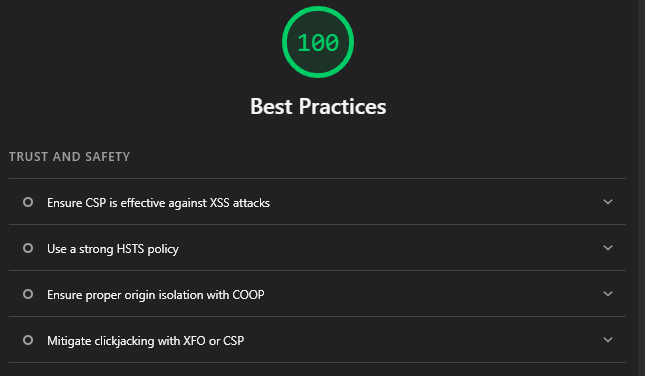 100
Best Practices
TRUST AND SAFETY
Ensure CSP is effective against XSS attacks
Use a strong HSTS policy
Ensure proper origin isolation with COOP
Mitigate clickjacking with XFO or CSP